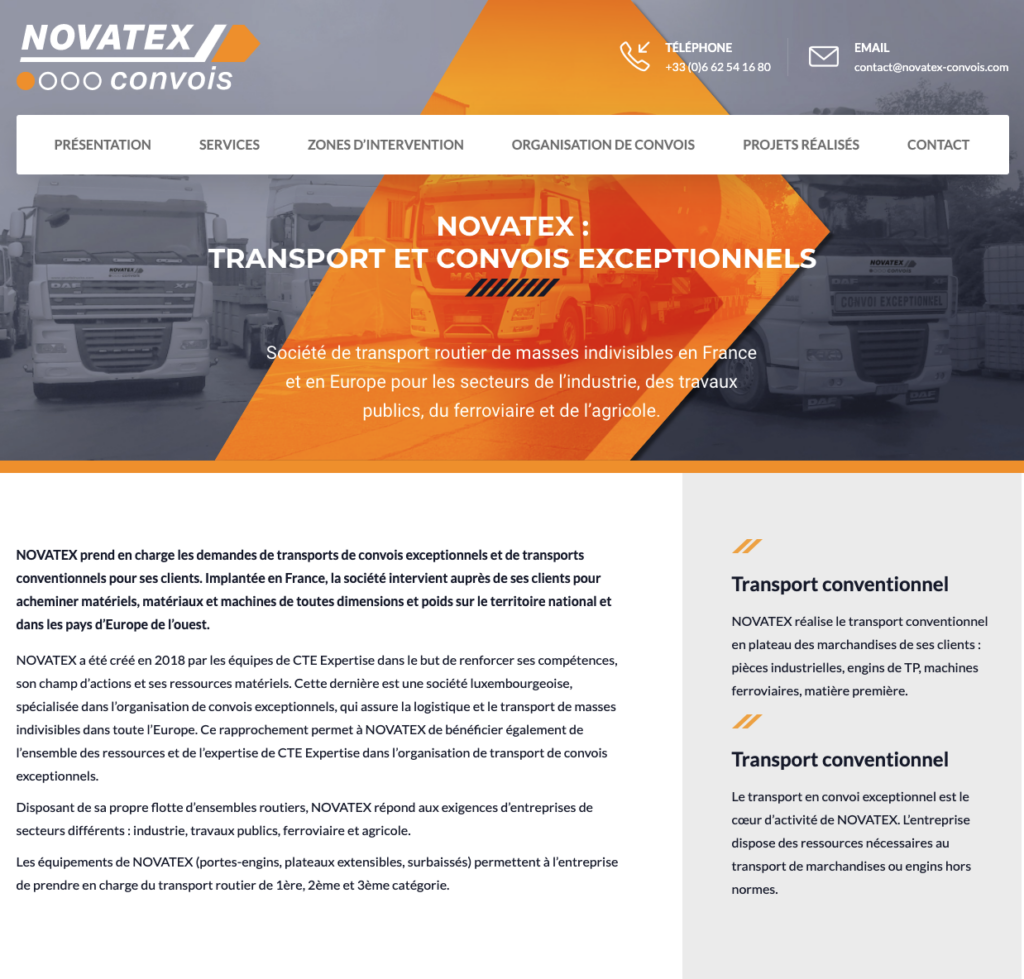 NOVATEX
convois
TÉLÉPHONE
+33 (0)6 62 54 16 80
EMAIL
contact@novatex-convois.com
PRÉSENTATION
SERVICES
ZONES D’INTERVENTION
ORGANISATION DE CONVOIS
PROJETS RÉALISÉS
CONTACT
NOVATEX :
TRANSPORT ET CONVOIS EXCEPTIONNELS
NOVATEX
DAF XF
MAN
NOVATEX
convois
DAF
CONVOI EXCEPTIONNEL
Société de transport routier de masses indivisibles en France
et en Europe pour les secteurs de l’industrie, des travaux
publics, du ferroviaire et de l’agricole.
NOVATEX prend en charge les demandes de transports de convois exceptionnels et de transports
conventionnels pour ses clients. Implantée en France, la société intervient auprès de ses clients pour
acheminer matériels, matériaux et machines de toutes dimensions et poids sur le territoire national et
dans les pays d’Europe de l’ouest.
NOVATEX a été créé en 2018 par les équipes de CTE Expertise dans le but de renforcer ses compétences,
son champ d’actions et ses ressources matériels. Cette dernière est une société luxembourgeoise,
spécialisée dans l’organisation de convois exceptionnels, qui assure la logistique et le transport de masses
indivisibles dans toute l’Europe. Ce rapprochement permet à NOVATEX de bénéficier également de
l’ensemble des ressources et de l’expertise de CTE Expertise dans l’organisation de transport de convois
exceptionnels.
Disposant de sa propre flotte d’ensembles routiers, NOVATEX répond aux exigences d’entreprises de
secteurs différents : industrie, travaux publics, ferroviaire et agricole.
Les équipements de NOVATEX (portes-engins, plateaux extensibles, surbaissés) permettent à l’entreprise
de prendre en charge du transport routier de 1ère, 2ème et 3ème catégorie.
Transport conventionnel
NOVATEX réalise le transport conventionnel
en plateau des marchandises de ses clients :
pièces industrielles, engins de TP, machines
ferroviaires, matière première.
Transport conventionnel
Le transport en convoi exceptionnel est le
cœur d’activité de NOVATEX. L’entreprise
dispose des ressources nécessaires au
transport de marchandises ou engins hors
normes.